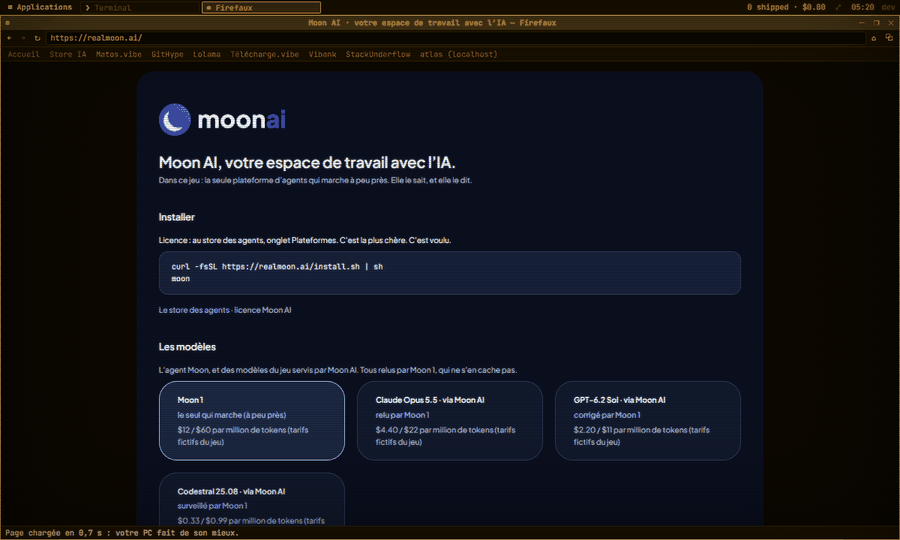 Applications
Terminal
Firefaux
0 shipped · $0.80
05:20
dev
Moon AI · votre espace de travail avec l'IA — Firefaux
https://realmoon.ai/
Accueil Store IA Matos.vibe GitHype Lolama Télécharge.vibe Vibank StackUnderflow atlas (localhost)
moonai
Moon AI, votre espace de travail avec l'IA.
Dans ce jeu : la seule plateforme d'agents qui marche à peu près. Elle le sait, et elle le dit.
Installer
Licence : au store des agents, onglet Plateformes. C'est la plus chère. C'est voulu.
curl -fsSL https://realmoon.ai/install.sh | sh
moon
Le store des agents · licence Moon AI
Les modèles
L'agent Moon, et des modèles du jeu servis par Moon AI. Tous relus par Moon 1, qui ne s'en cache pas.
Moon 1
le seul qui marche (à peu près)
$12 / $60 par million de tokens (tarifs
fictifs du jeu)
Claude Opus 5.5 · via Moon AI
relu par Moon 1
$4.40 / $22 par million de tokens (tarifs
fictifs du jeu)
GPT-6.2 Sol · via Moon AI
corrigé par Moon 1
$2.20 / $11 par million de tokens (tarifs
fictifs du jeu)
Codestral 25.08 · via Moon AI
surveillé par Moon 1
$0.33 / $0.99 par million de tokens (tarifs
Page chargée en 0,7 s : votre PC fait de son mieux.